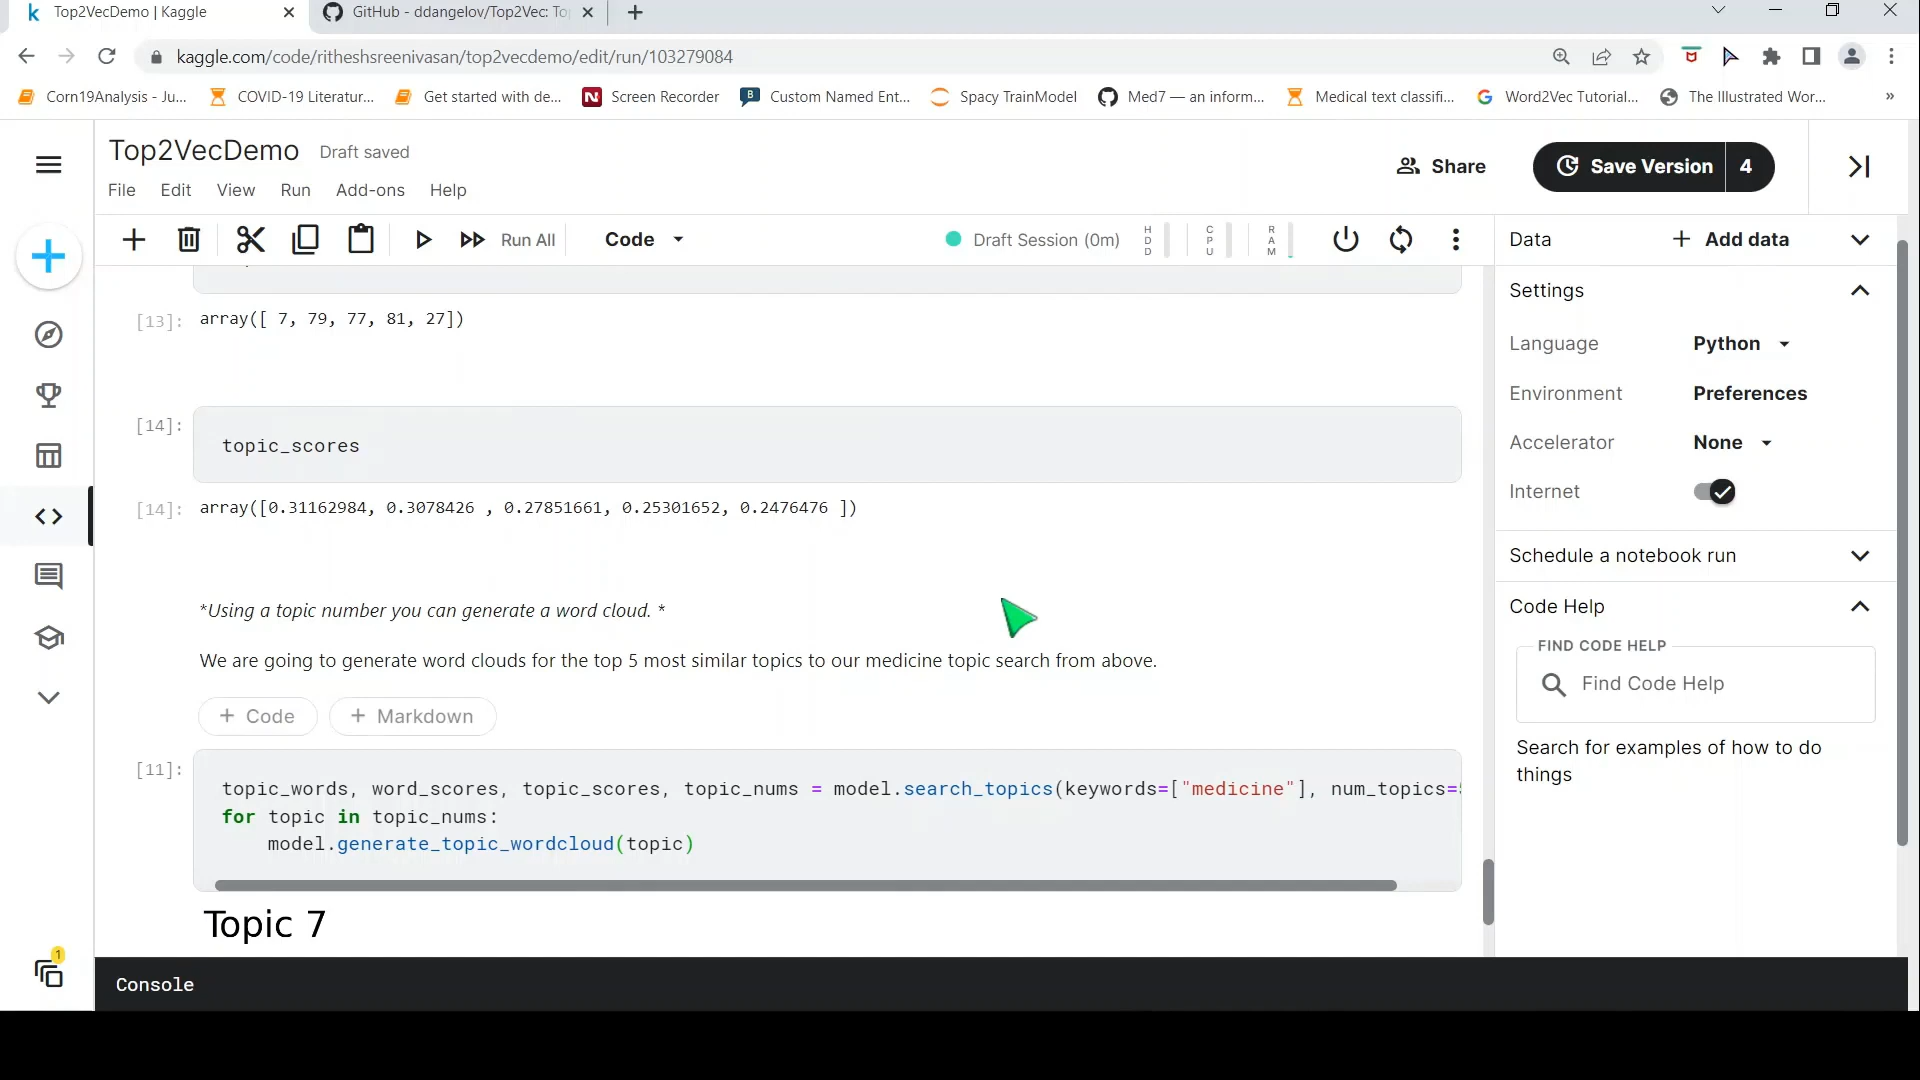 Top2VecDemo | Kaggle
GitHub - ddangelov/Top2Vec: To
kaggle.com/code/ritheshsreenivasan/top2vecdemo/edit/run/103279084
Corn19Analysis - Ju...
COVID-19 Literatur...
Get started with de...
Screen Recorder
Custom Named Ent...
Spacy TrainModel
Med7 — an inform...
Medical text classifi...
Word2Vec Tutorial...
The Illustrated Wor...
»
Top2VecDemo
Draft saved
File
Edit
View
Run
Add-ons
Help
Share
Save Version
4
Run All
Code
Draft Session (0m)
HDD
CPU
RAM
Data
+ Add data
Settings
Language
Python
Environment
Preferences
Accelerator
None
Internet
Schedule a notebook run
Code Help
FIND CODE HELP
Find Code Help
Search for examples of how to do
things
[13]:
array([ 7, 79, 77, 81, 27])
[14]:
topic_scores
[14]:
array([0.31162984, 0.3078426 , 0.27851661, 0.25301652, 0.2476476 ])
*Using a topic number you can generate a word cloud. *
We are going to generate word clouds for the top 5 most similar topics to our medicine topic search from above.
+ Code
+ Markdown
[11]:
topic_words, word_scores, topic_scores, topic_nums = model.search_topics(keywords=["medicine"], num_topics=
for topic in topic_nums:
model.generate_topic_wordcloud(topic)
Topic 7
1
Console